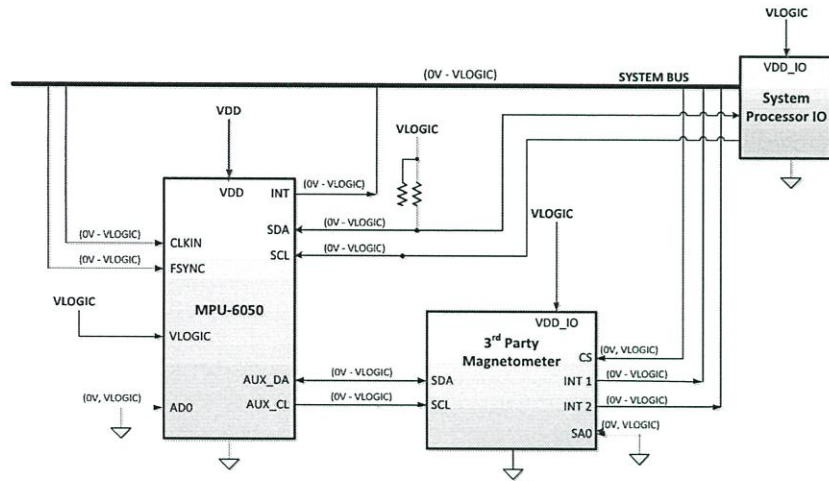 VLOGIC
(0V - VLOGIC)
SYSTEM BUS
VDD_IO
System
Processor IO
VDD
VLOGIC
VDD
INT
(0V - VLOGIC)
SDA
(0V - VLOGIC)
VLOGIC
(0V - VLOGIC)
CLKIN
SCL
(0V - VLOGIC)
(0V - VLOGIC)
FSYNC
VLOGIC
MPU-6050
VLOGIC
VDD_IO
3rd Party
Magnetometer
CS
(0V, VLOGIC)
AUX_DA
(0V - VLOGIC)
SDA
INT 1
(0V - VLOGIC)
(0V, VLOGIC)
AD0
AUX_CL
(0V - VLOGIC)
SCL
INT 2
(0V - VLOGIC)
SA0
(0V, VLOGIC)